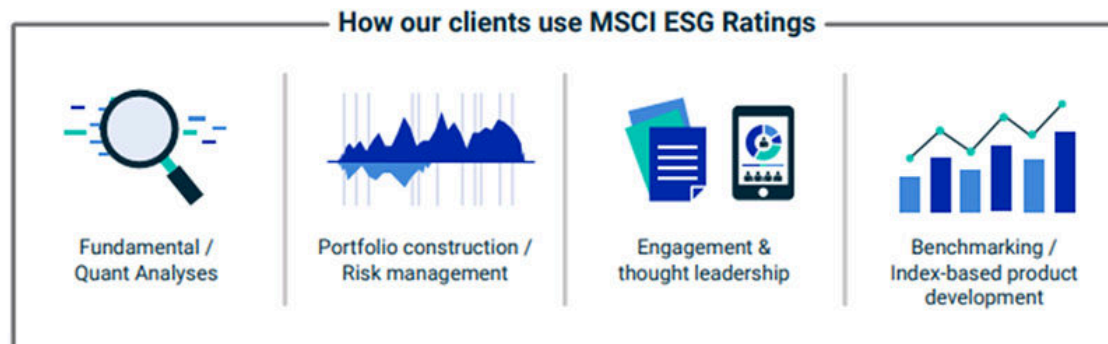 How our clients use MSCI ESG Ratings
Fundamental /
Quant Analyses
Portfolio construction /
Risk management
Engagement &
thought leadership
Benchmarking /
Index-based product
development